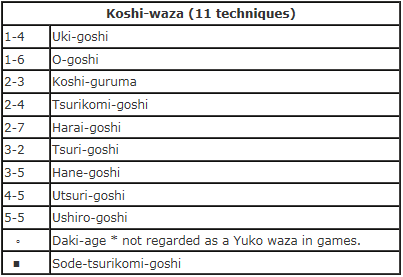 Koshi-waza (11 techniques)
1-4 Uki-goshi
1-6 O-goshi
2-3 Koshi-guruma
2-4 Tsurikomi-goshi
2-7 Harai-goshi
3-2 Tsuri-goshi
3-5 Hane-goshi
4-5 Utsuri-goshi
5-5 Ushiro-goshi
◦ Daki-age * not regarded as a Yuko waza in games.
▪ Sode-tsurikomi-goshi